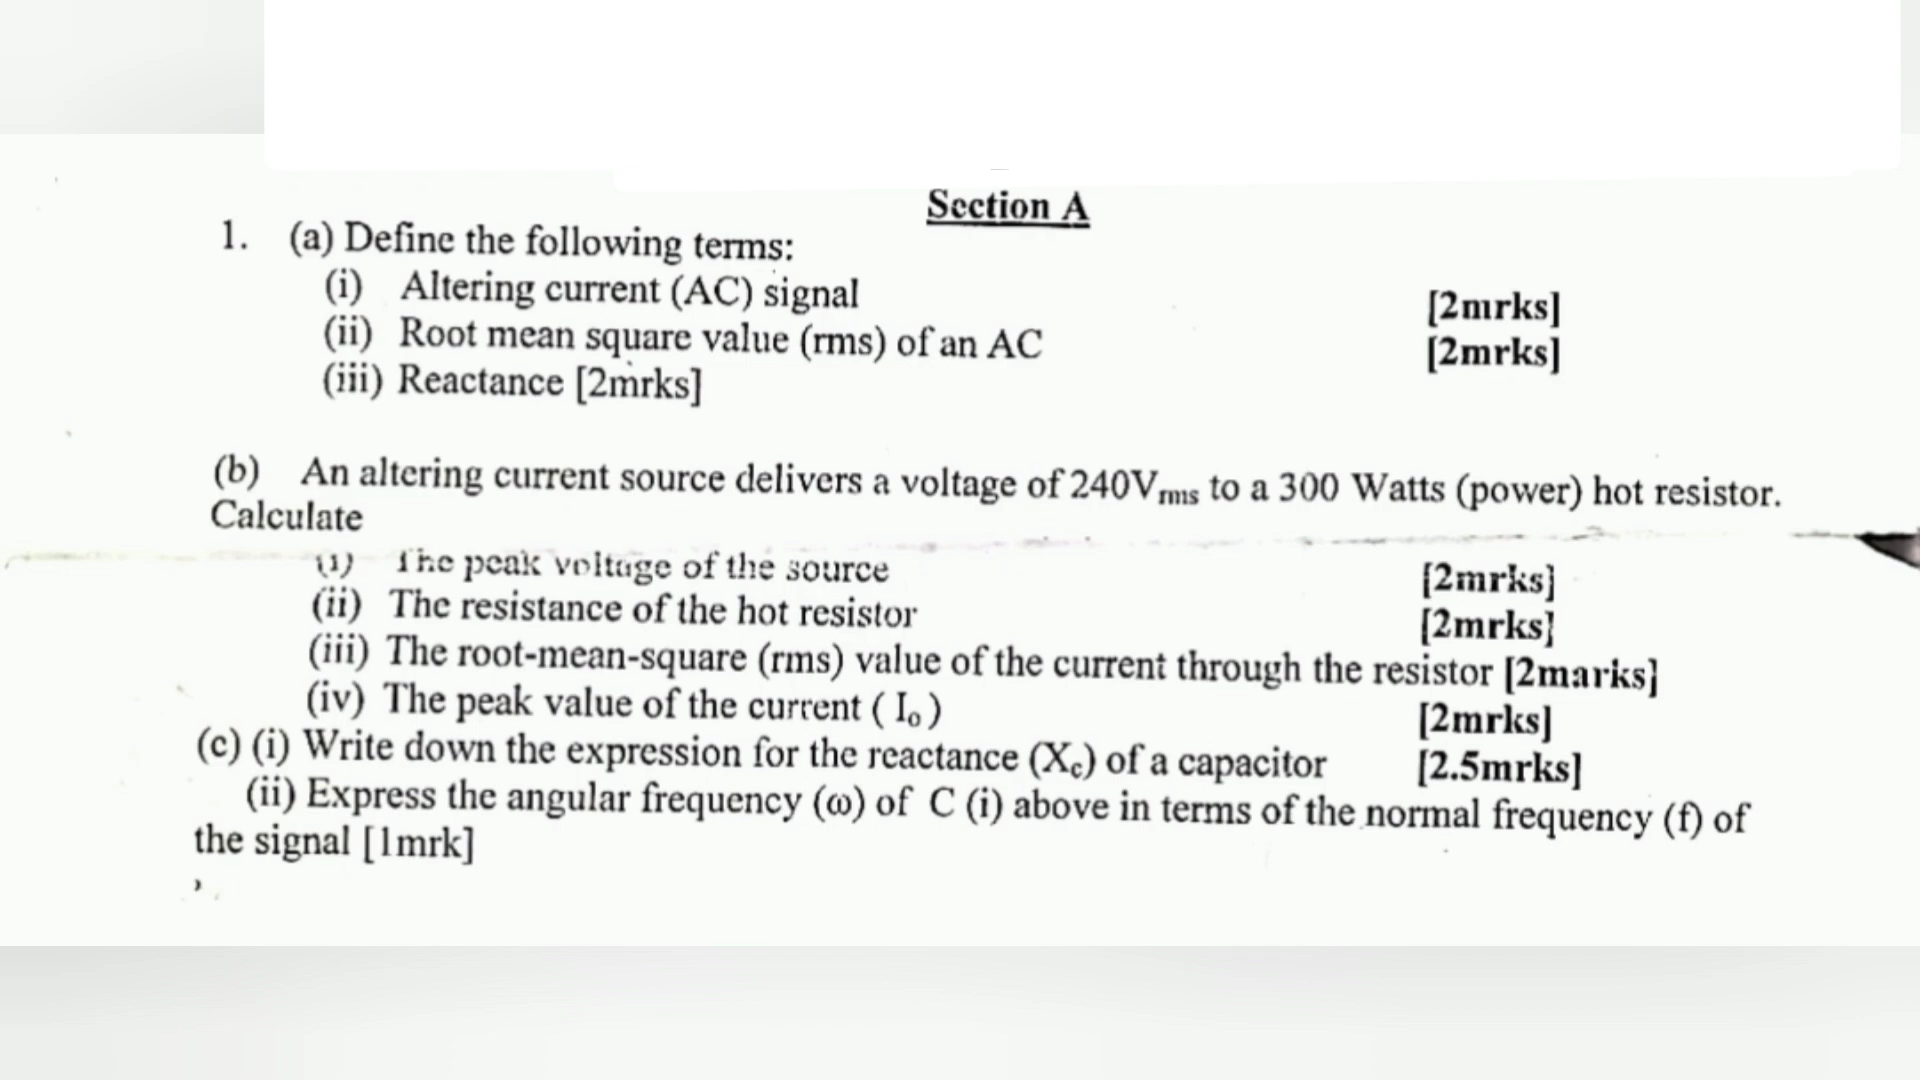 Section A
1. (a) Define the following terms:
(i) Altering current (AC) signal [2mrks]
(ii) Root mean square value (rms) of an AC [2mrks]
(iii) Reactance [2mrks]
(b) An altering current source delivers a voltage of 240Vrms to a 300 Watts (power) hot resistor.
Calculate
(i) The peak voltage of the source [2mrks]
(ii) The resistance of the hot resistor [2mrks]
(iii) The root-mean-square (rms) value of the current through the resistor [2marks]
(iv) The peak value of the current ( Io ) [2mrks]
(c) (i) Write down the expression for the reactance (Xc) of a capacitor [2.5mrks]
(ii) Express the angular frequency (ω) of C (i) above in terms of the normal frequency (f) of
the signal [1mrk]